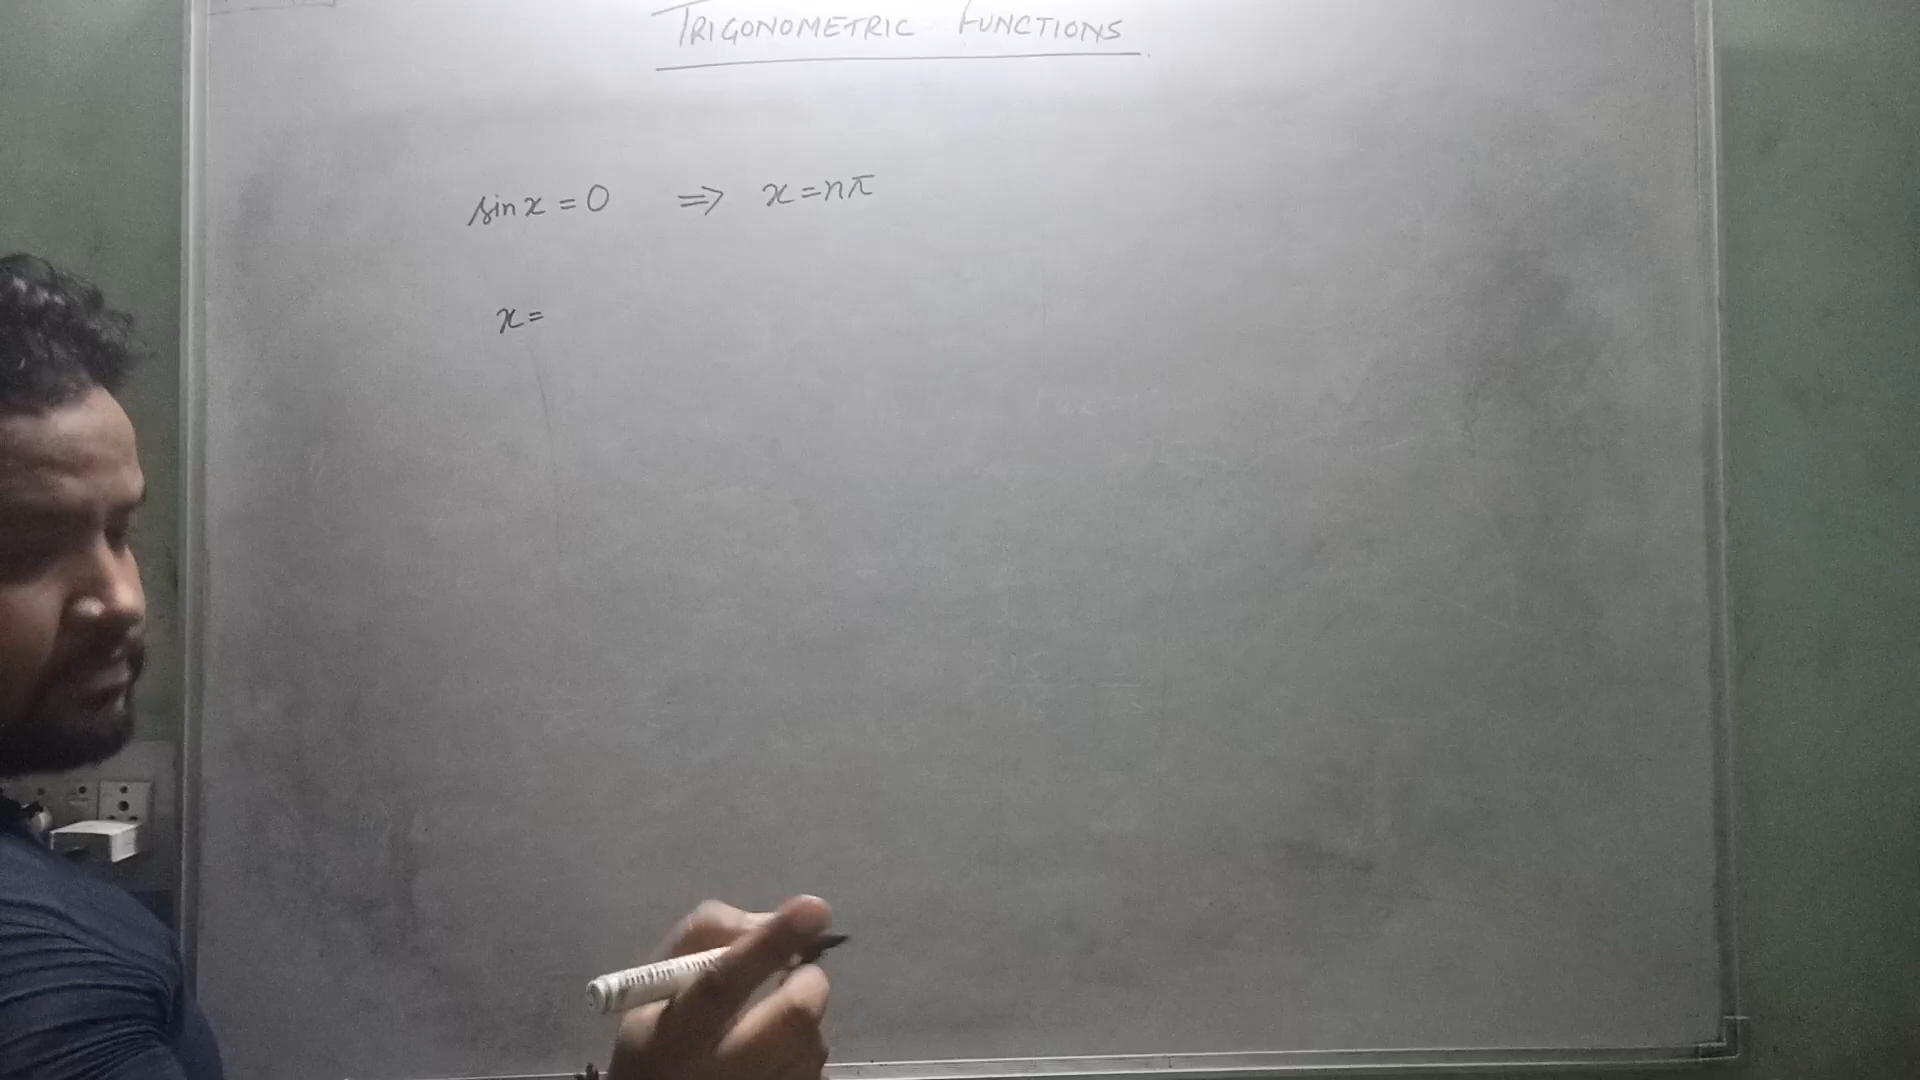 TRIGONOMETRIC FUNCTIONS
sin x = 0 ⇒ x = nπ
x =